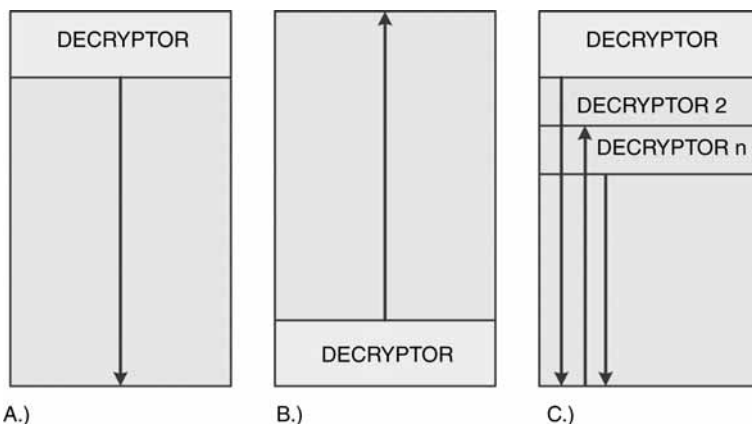 DECRYPTOR
DECRYPTOR
A.)
B.)
DECRYPTOR
DECRYPTOR 2
DECRYPTOR n
C.)